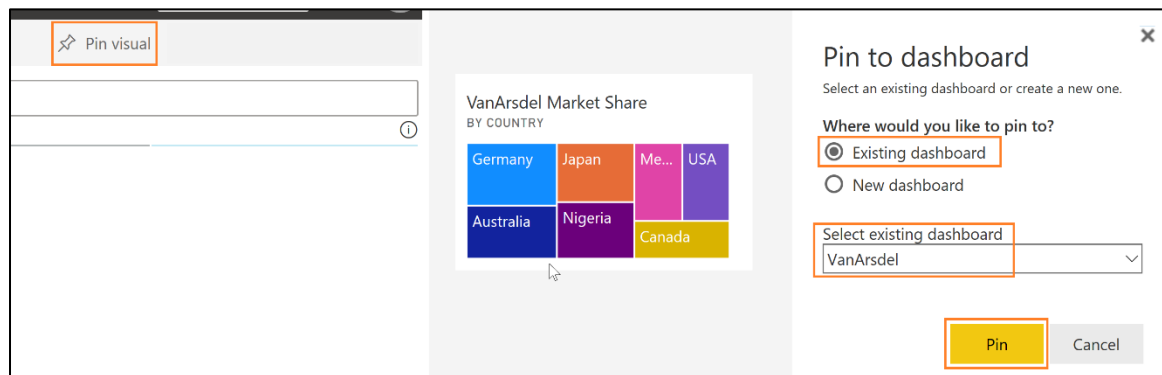 Pin visual
VanArsdel Market Share
BY COUNTRY
Germany
Japan
Me...
USA
Australia
Nigeria
Canada
Pin to dashboard
Select an existing dashboard or create a new one.
Where would you like to pin to?
Existing dashboard
New dashboard
Select existing dashboard
VanArsdel
Pin
Cancel